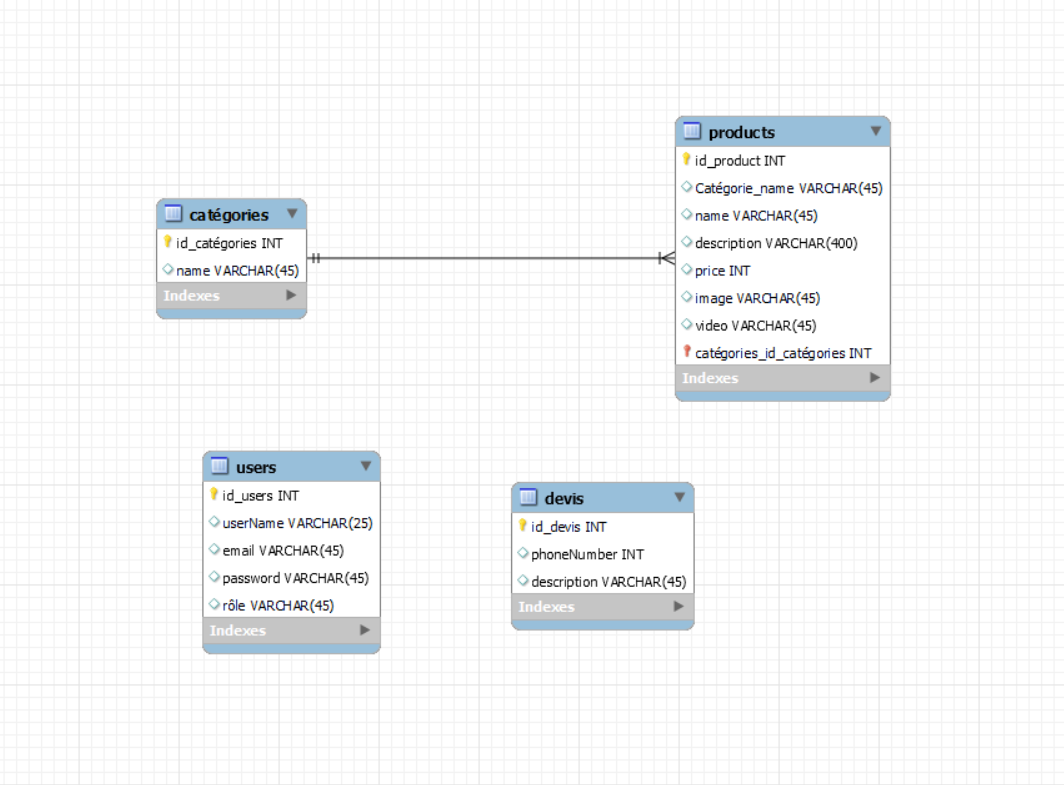 catégories
id_catégories INT
name VARCHAR(45)
Indexes
products
id_product INT
Catégorie_name VARCHAR(45)
name VARCHAR(45)
description VARCHAR(400)
price INT
image VARCHAR(45)
video VARCHAR(45)
catégories_id_catégories INT
Indexes
users
id_users INT
userName VARCHAR(25)
email VARCHAR(45)
password VARCHAR(45)
rôle VARCHAR(45)
Indexes
devis
id_devis INT
phoneNumber INT
description VARCHAR(45)
Indexes